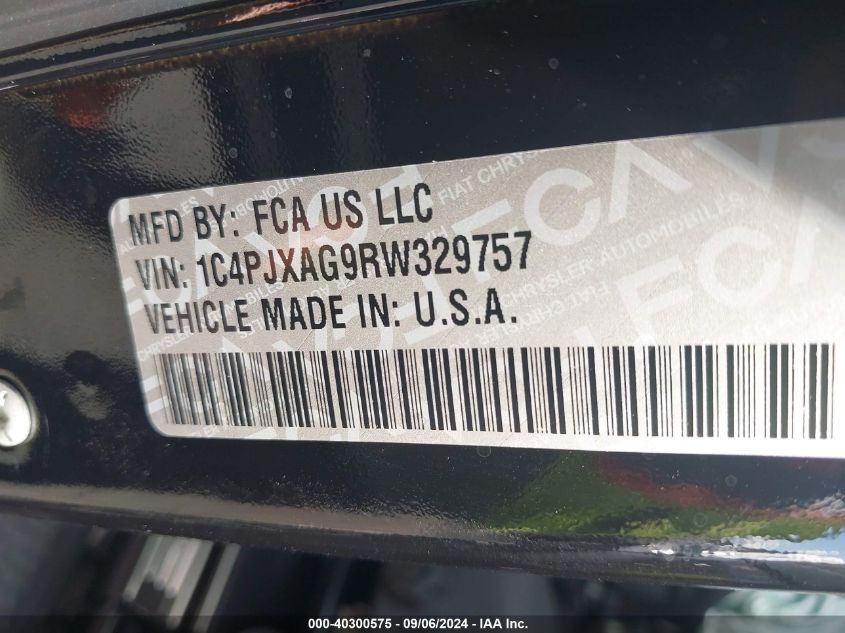 MFD BY: FCA US LLC
VIN: 1C4PJXAG9RW329757
VEHICLE MADE IN: U.S.A.
000-40300575 - 09/06/2024 - IAA Inc.